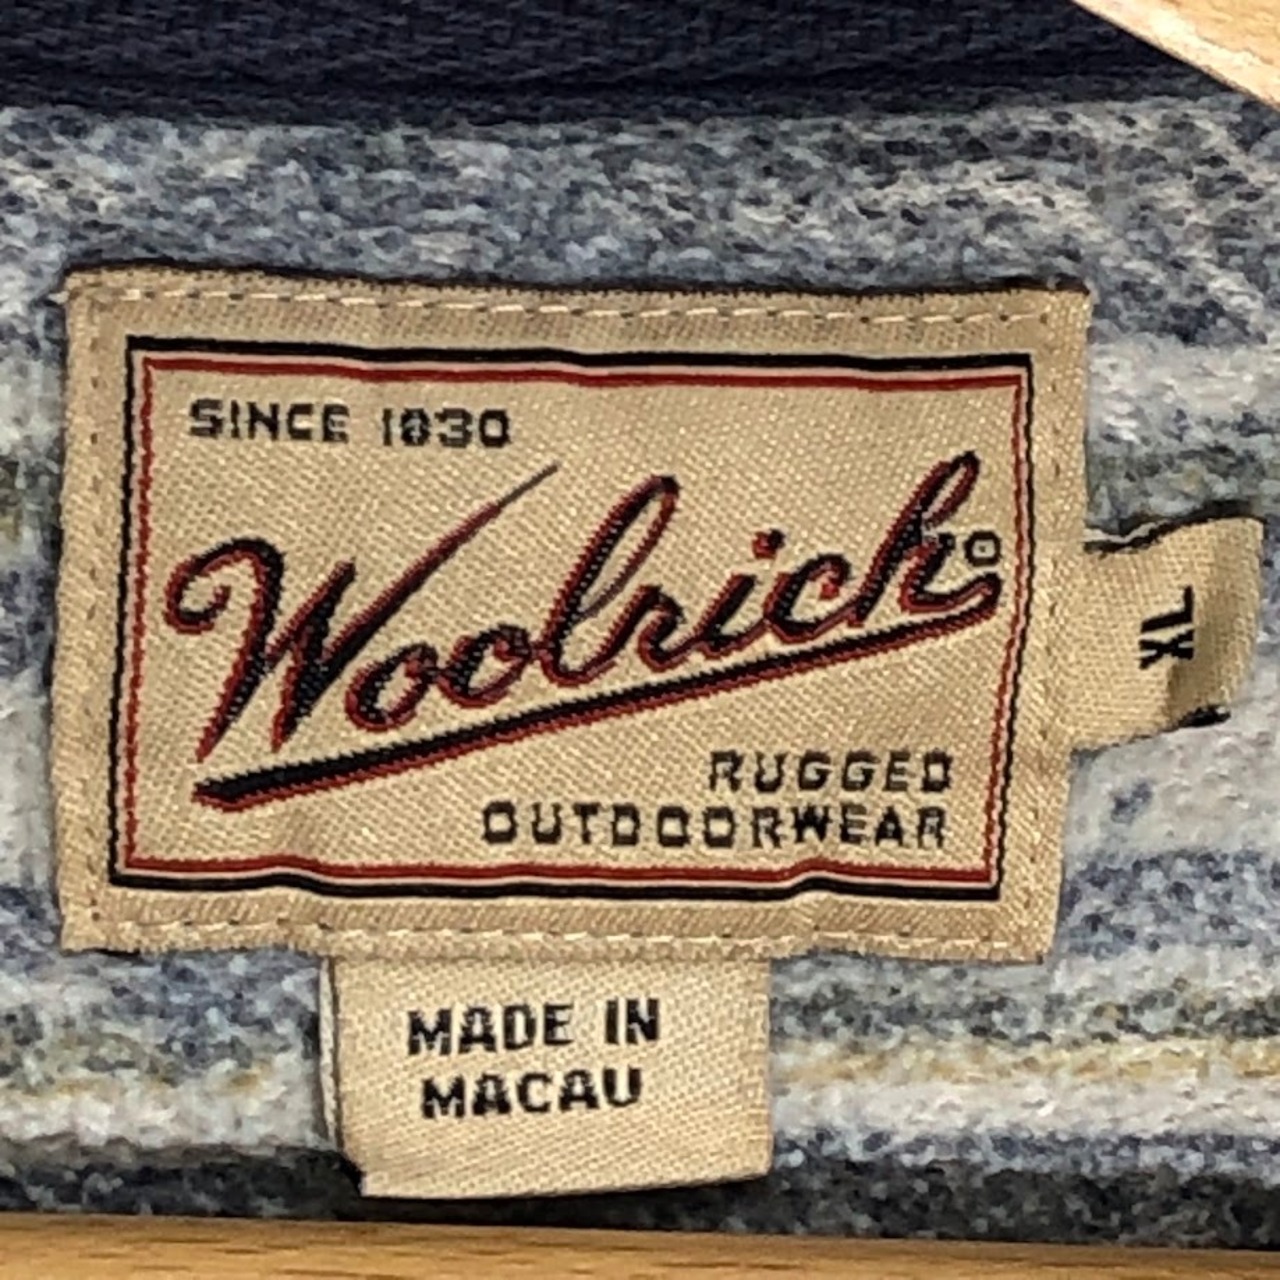 SINCE 1830
Woolrich
RUGGED
OUTDOORWEAR
XL
MADE IN
MACAU